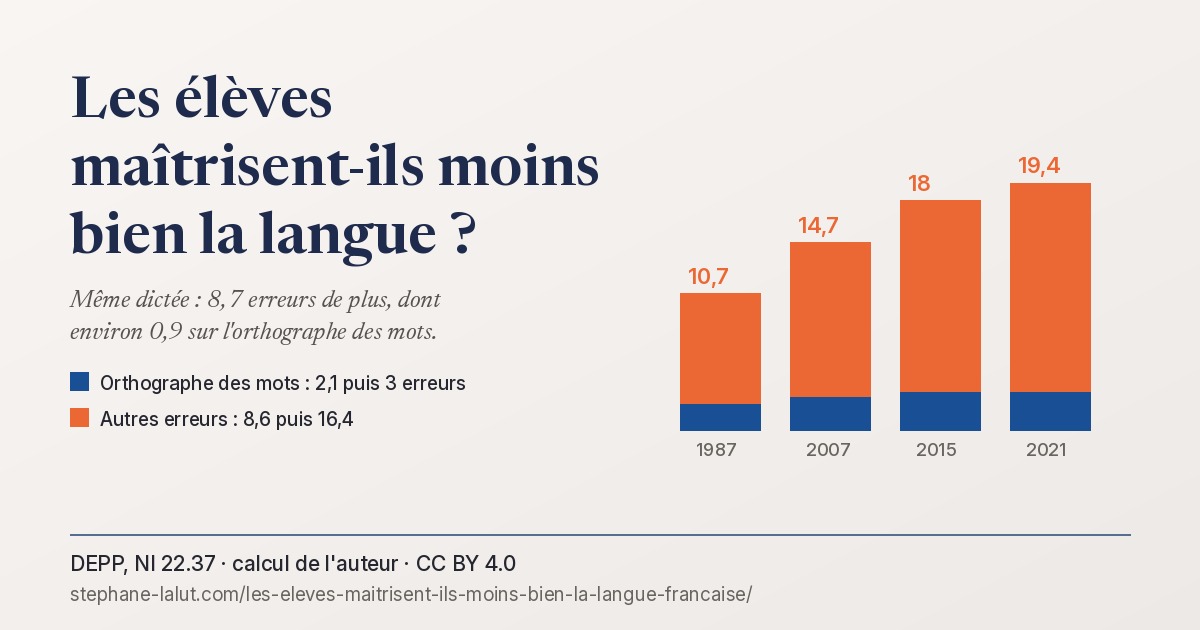 Les élèves
maîtrisent-ils moins
bien la langue ?
Même dictée : 8,7 erreurs de plus, dont
environ 0,9 sur l'orthographe des mots.
Orthographe des mots : 2,1 puis 3 erreurs
Autres erreurs : 8,6 puis 16,4
10,7
14,7
18
19,4
1987
2007
2015
2021
DEPP, NI 22.37 · calcul de l'auteur · CC BY 4.0
stephane-lalut.com/les-eleves-maitrisent-ils-moins-bien-la-langue-francaise/